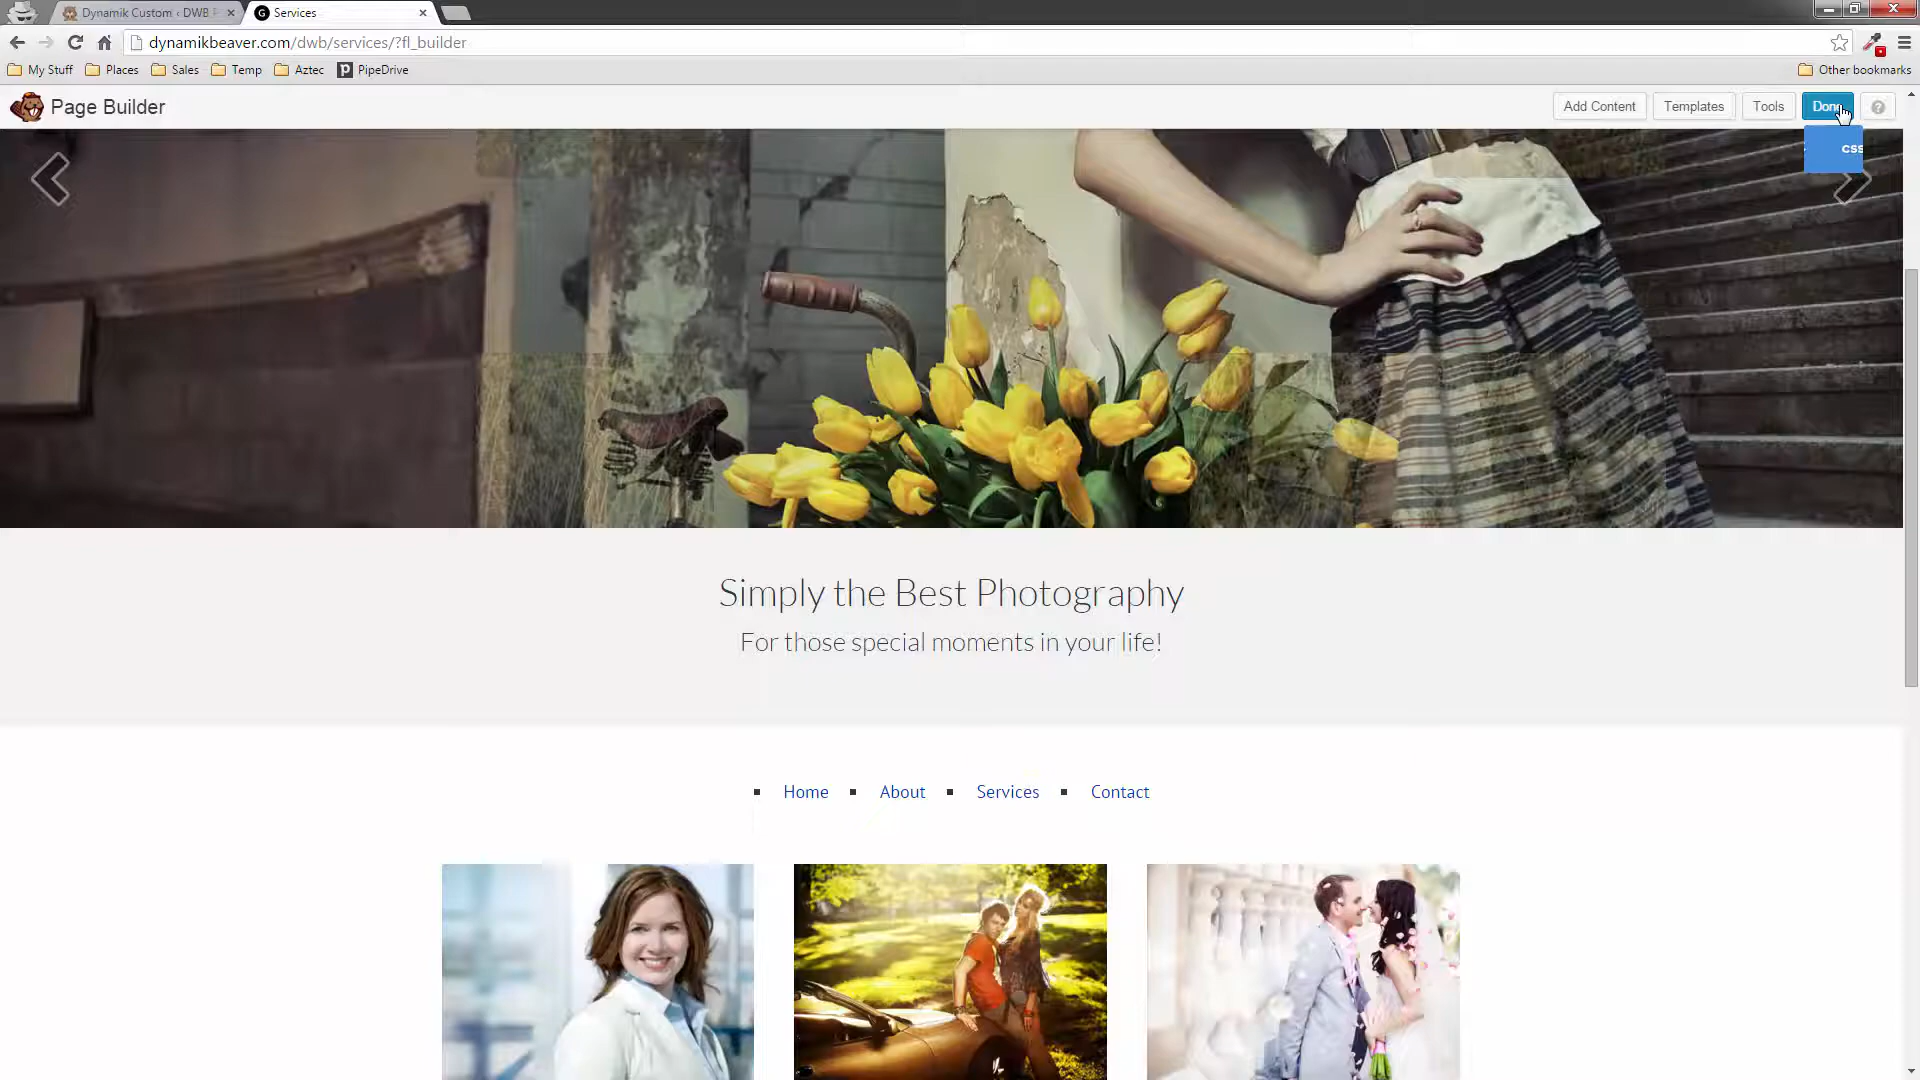 Dynamik Custom ‹ DWB
Services
dynamikbeaver.com/dwb/services/?fl_builder
My Stuff
Places
Sales
Temp
Aztec
PipeDrive
Other bookmarks
Page Builder
Add Content
Templates
Tools
Done
?
css
Simply the Best Photography
For those special moments in your life!
Home
About
Services
Contact